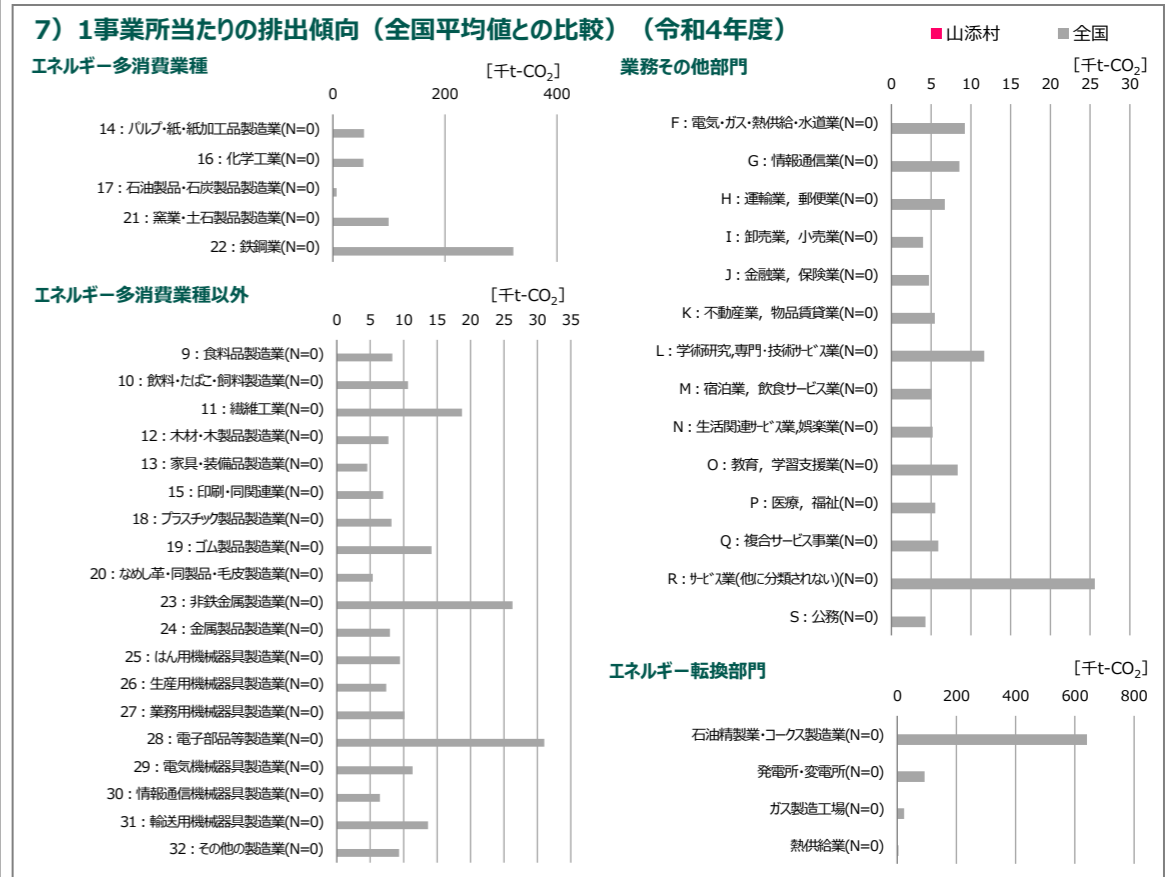 7）1事業所当たりの排出傾向（全国平均値との比較）（令和4年度）
■山添村 ■全国
エネルギー多消費業種
[千t-CO₂]
0 200 400
14：パルプ・紙・紙加工品製造業(N=0)
16：化学工業(N=0)
17：石油製品・石炭製品製造業(N=0)
21：窯業・土石製品製造業(N=0)
22：鉄鋼業(N=0)
エネルギー多消費業種以外
[千t-CO₂]
0 5 10 15 20 25 30 35
9：食料品製造業(N=0)
10：飲料・たばこ・飼料製造業(N=0)
11：繊維工業(N=0)
12：木材・木製品製造業(N=0)
13：家具・装備品製造業(N=0)
15：印刷・同関連業(N=0)
18：プラスチック製品製造業(N=0)
19：ゴム製品製造業(N=0)
20：なめし革・同製品・毛皮製造業(N=0)
23：非鉄金属製造業(N=0)
24：金属製品製造業(N=0)
25：はん用機械器具製造業(N=0)
26：生産用機械器具製造業(N=0)
27：業務用機械器具製造業(N=0)
28：電子部品等製造業(N=0)
29：電気機械器具製造業(N=0)
30：情報通信機械器具製造業(N=0)
31：輸送用機械器具製造業(N=0)
32：その他の製造業(N=0)
業務その他部門
[千t-CO₂]
0 5 10 15 20 25 30
F：電気・ガス・熱供給・水道業(N=0)
G：情報通信業(N=0)
H：運輸業，郵便業(N=0)
I：卸売業，小売業(N=0)
J：金融業，保険業(N=0)
K：不動産業，物品賃貸業(N=0)
L：学術研究,専門・技術ｻｰﾋﾞｽ業(N=0)
M：宿泊業，飲食サービス業(N=0)
N：生活関連ｻｰﾋﾞｽ業,娯楽業(N=0)
O：教育，学習支援業(N=0)
P：医療，福祉(N=0)
Q：複合サービス事業(N=0)
R：ｻｰﾋﾞｽ業(他に分類されない)(N=0)
S：公務(N=0)
エネルギー転換部門
[千t-CO₂]
0 200 400 600 800
石油精製業・コークス製造業(N=0)
発電所・変電所(N=0)
ガス製造工場(N=0)
熱供給業(N=0)